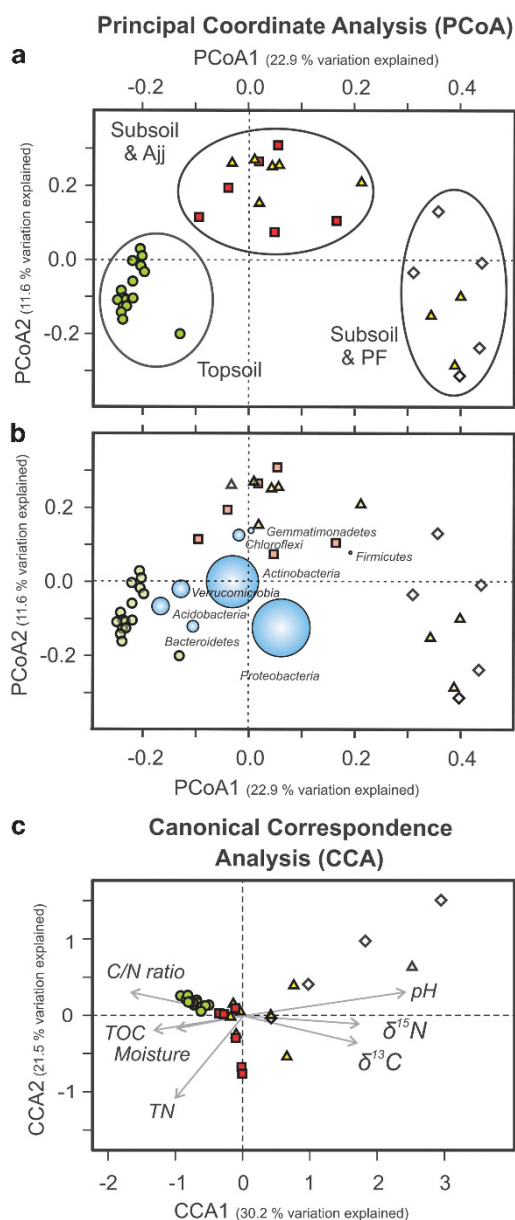 Principal Coordinate Analysis (PCoA)
a
PCoA1 (22.9 % variation explained)
-0.2 0.0 0.2 0.4
Subsoil
& Ajj
0.2
0.0
-0.2
PCoA2 (11.6 % variation explained)
Topsoil
Subsoil
& PF
b
0.2
0.0
-0.2
PCoA2 (11.6 % variation explained)
Gemmatimonadetes
Chloroflexi
Firmicutes
Actinobacteria
Verrucomicrobia
Acidobacteria
Bacteroidetes
Proteobacteria
-0.2 0.0 0.2 0.4
PCoA1 (22.9 % variation explained)
c
Canonical Correspondence
Analysis (CCA)
1
0
-1
CCA2 (21.5 % variation explained)
C/N ratio
pH
TOC
δ15N
Moisture
δ13C
TN
-2 -1 0 1 2 3
CCA1 (30.2 % variation explained)